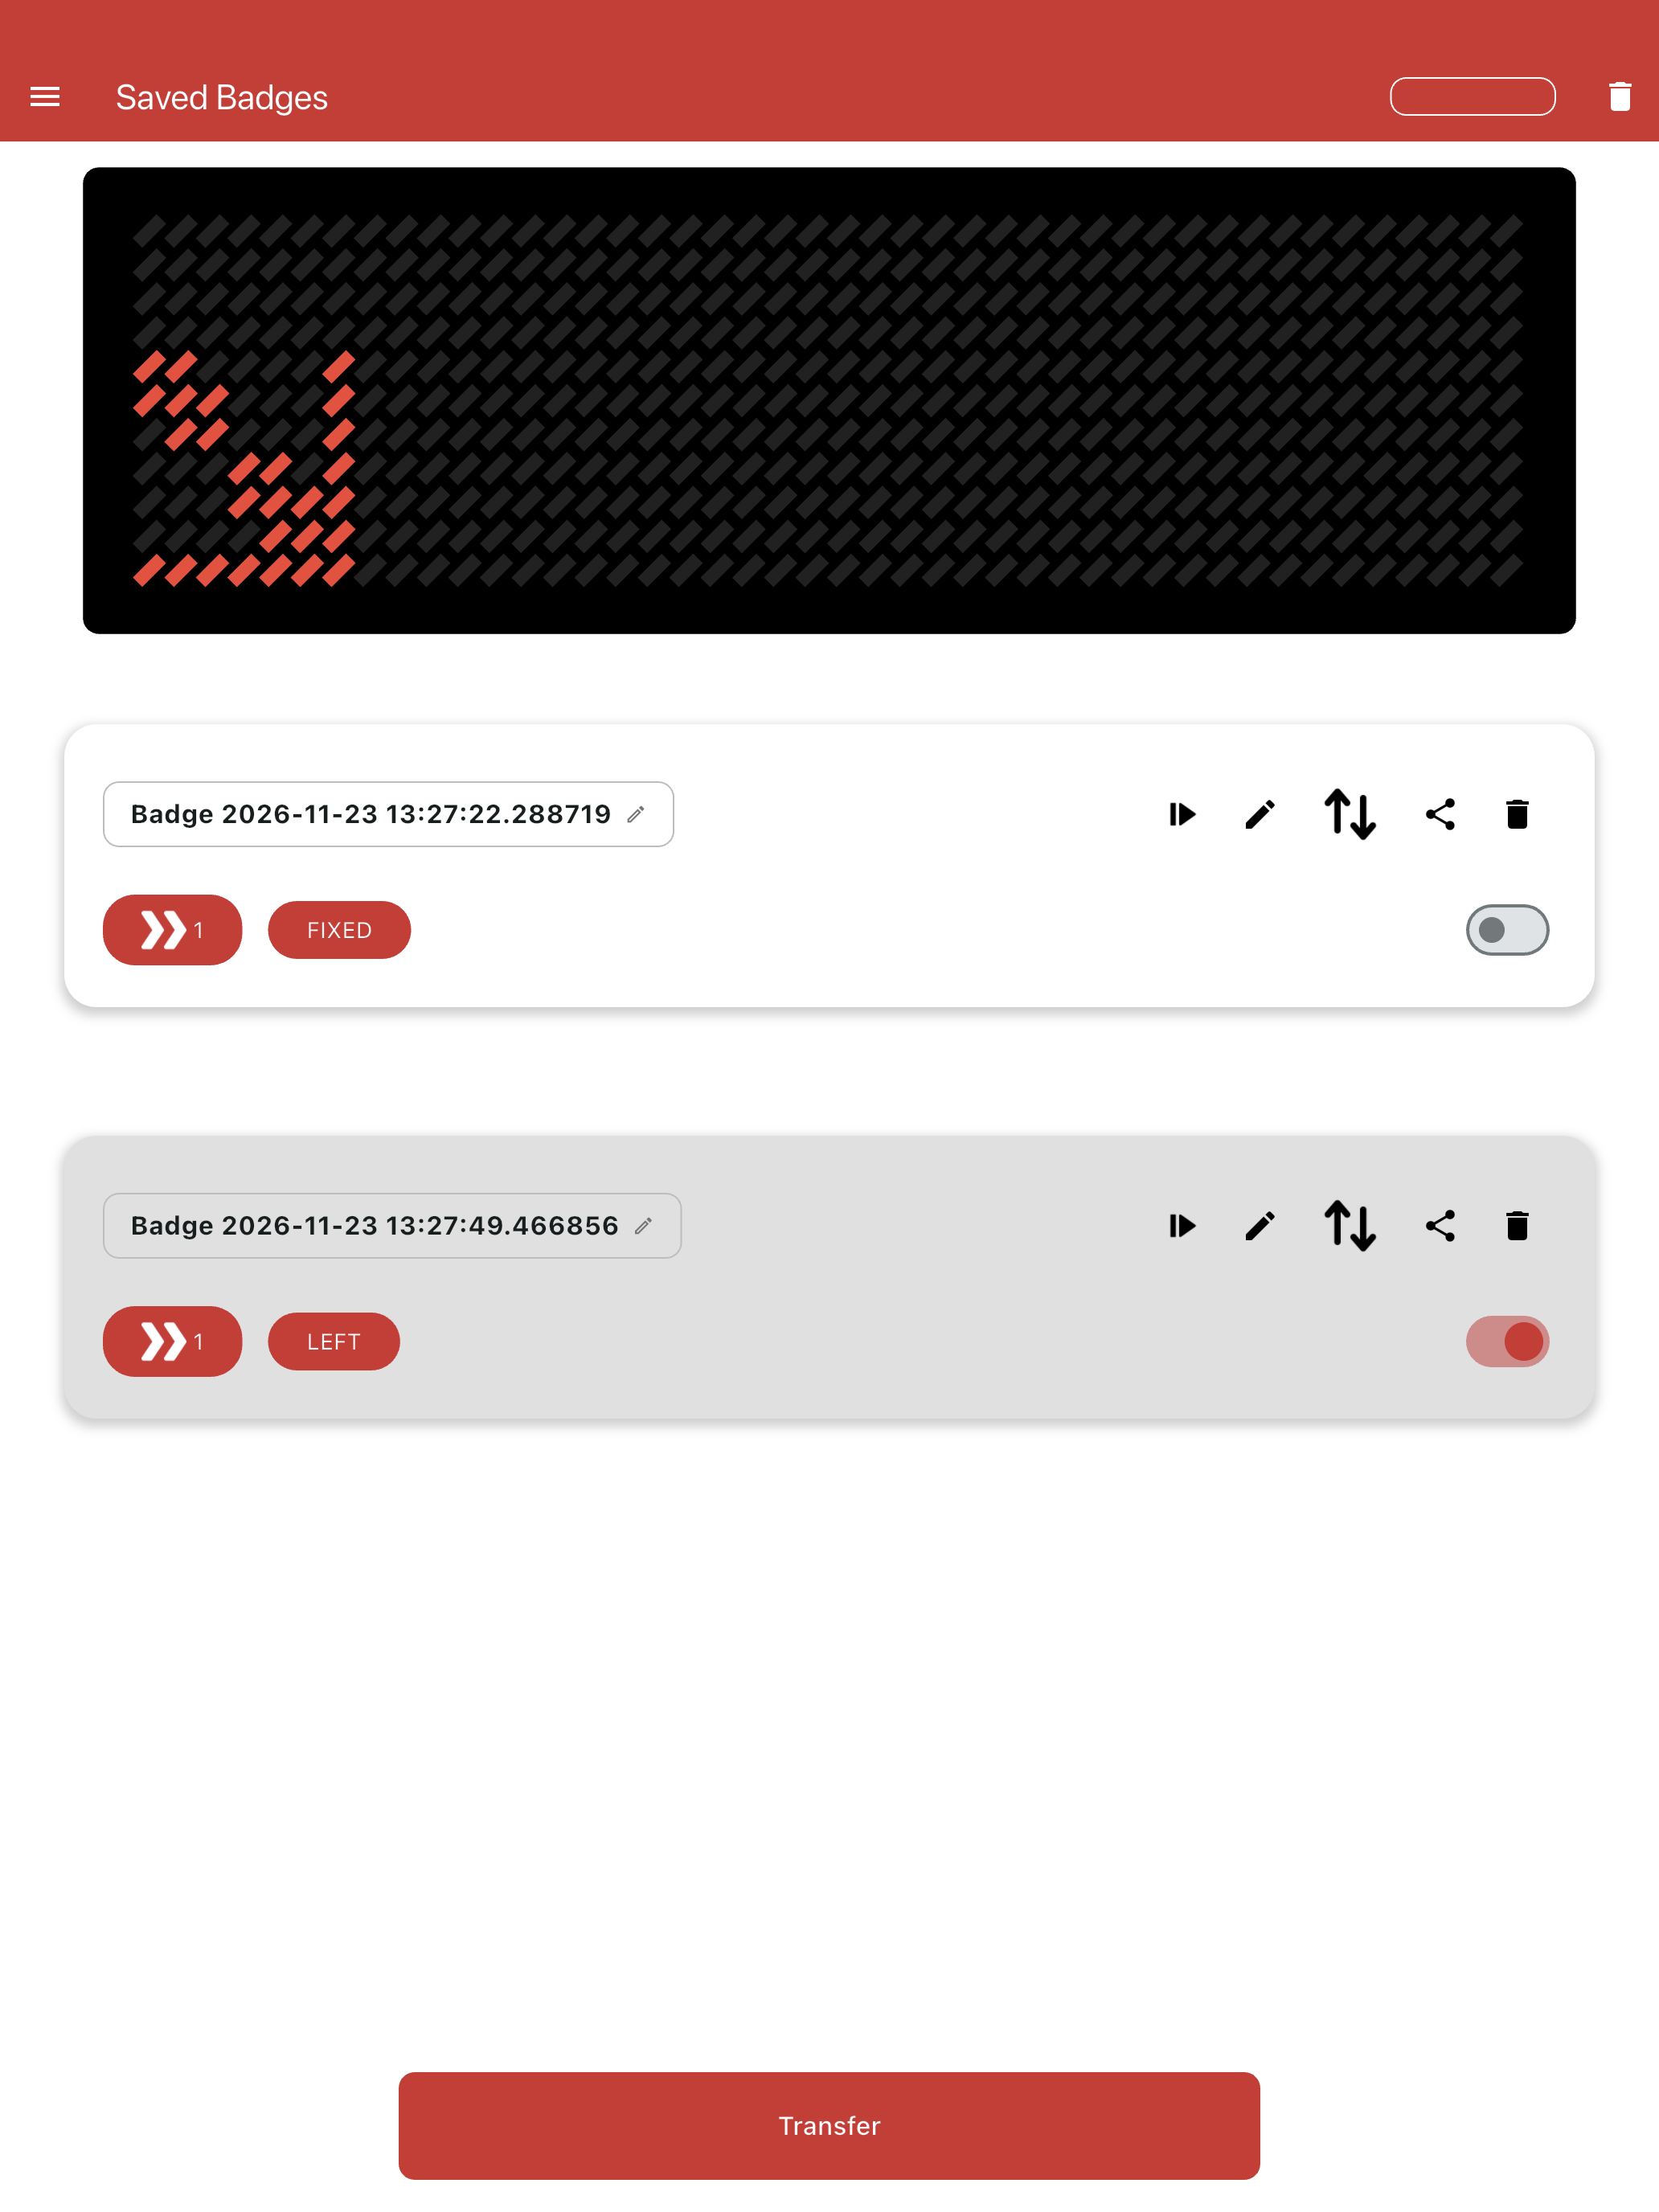 Saved Badges
Badge 2026-11-23 13:27:22.288719
1
FIXED
Badge 2026-11-23 13:27:49.466856
1
LEFT
Transfer